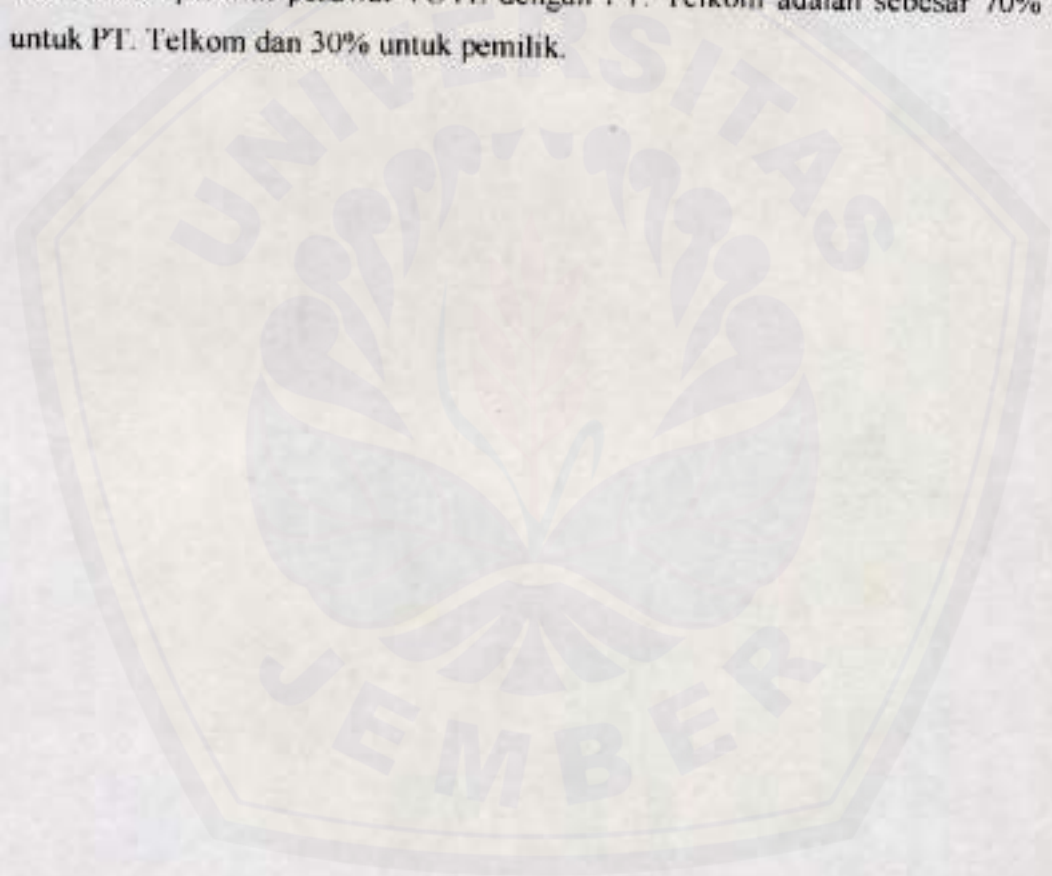 dengan PT. Telkom adalah sebesar 70%
untuk PT. Telkom dan 30% untuk pemilik.
UNIVERSITAS
JEMBER